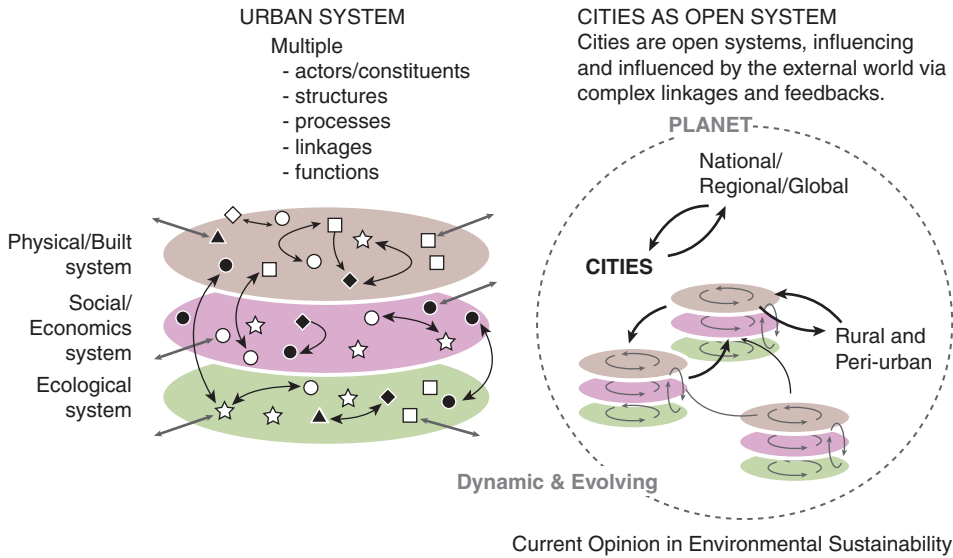 URBAN SYSTEM
Multiple
- actors/constituents
- structures
- processes
- linkages
- functions
Physical/Built
system
Social/
Economics
system
Ecological
system
CITIES AS OPEN SYSTEM
Cities are open systems, influencing
and influenced by the external world via
complex linkages and feedbacks.
PLANET
National/
Regional/Global
CITIES
Rural and
Peri-urban
Dynamic & Evolving
Current Opinion in Environmental Sustainability